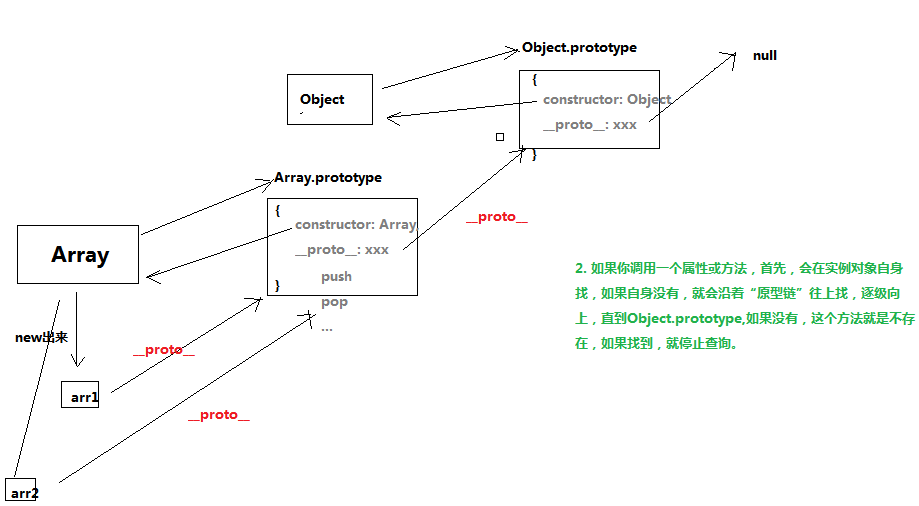 Object.prototype
null
Object
{
constructor: Object
__proto__: xxx
}
Array.prototype
{
constructor: Array
__proto__: xxx
push
}
pop
...
__proto__
Array
new出来
__proto__
arr1
__proto__
arr2
2. 如果你调用一个属性或方法，首先，会在实例对象自身
找，如果自身没有，就会沿着“原型链”往上找，逐级向
上，直到Object.prototype,如果没有，这个方法就是不存
在，如果找到，就停止查询。